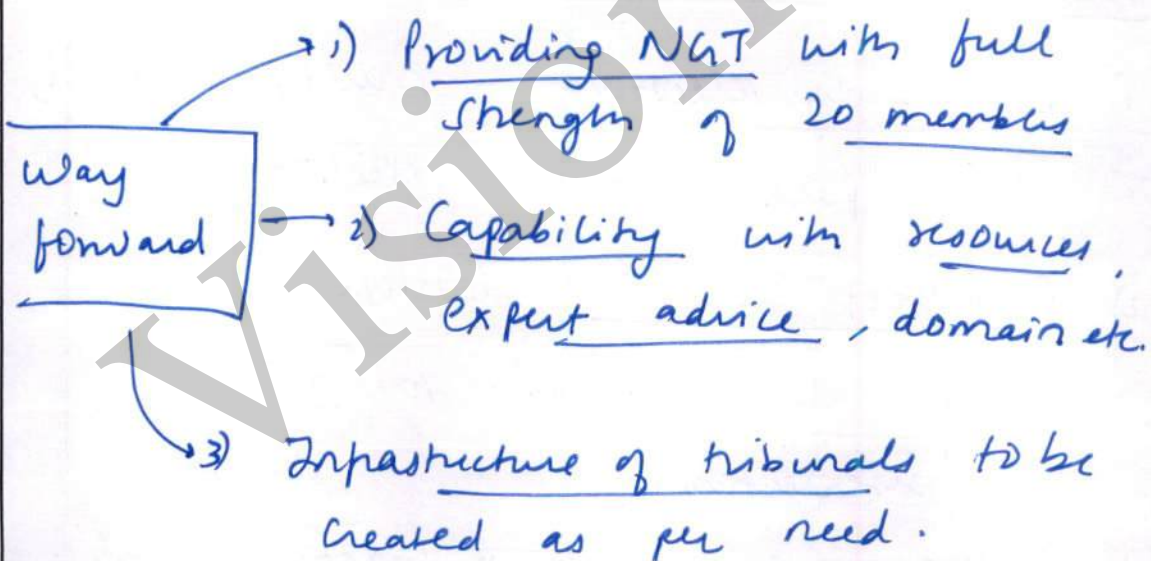 1) Providing NGT with full
strength of 20 members
Way
forward
2) Capability with resources,
expert advice, domain etc.
3) Infrastructure of tribunals to be
created as per need.
Vision